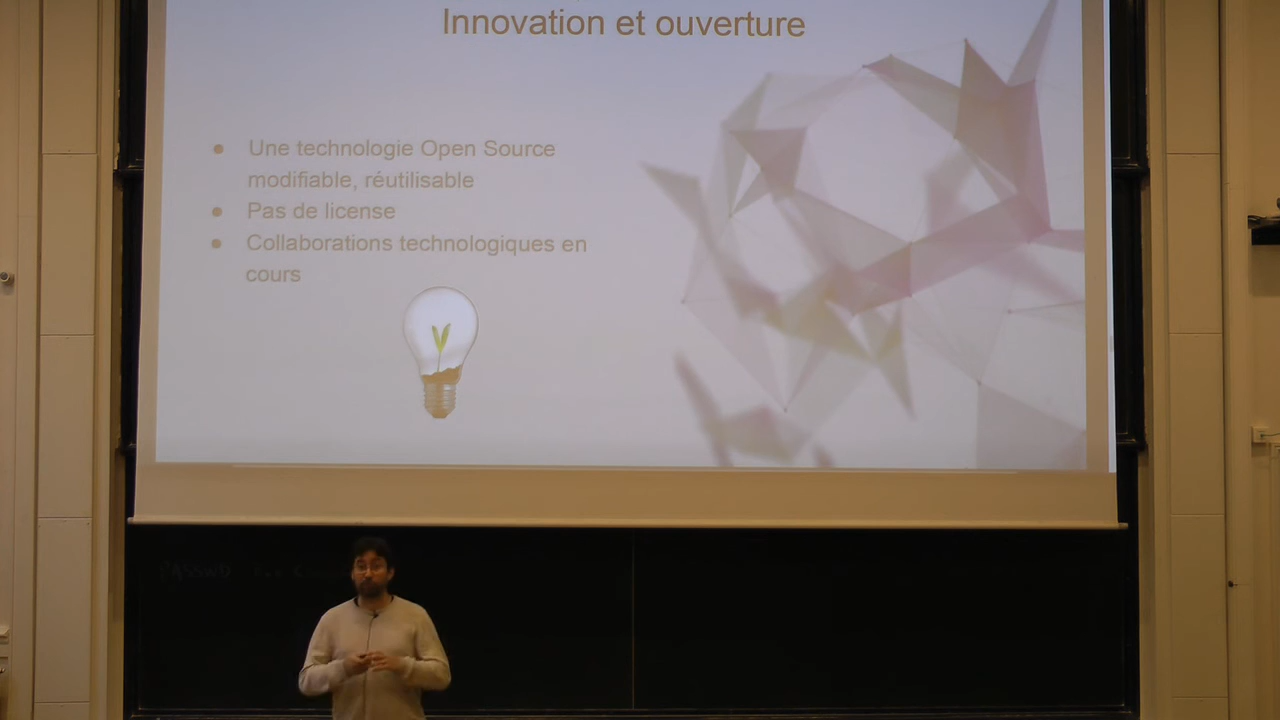 Innovation et ouverture
● Une technologie Open Source
modifiable, réutilisable
● Pas de license
● Collaborations technologiques en
cours